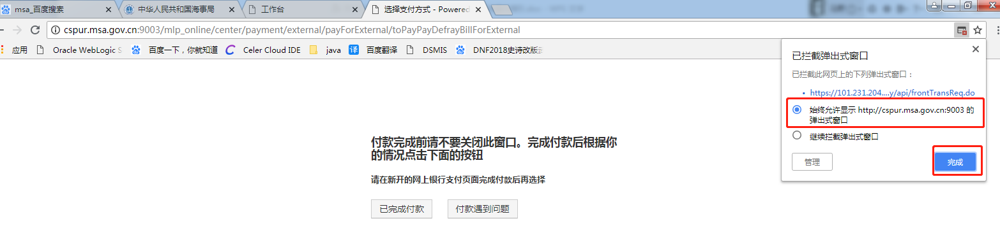 msa_百度搜索
中华人民共和国海事局
工作台
选择支付方式 - Powered
cspur.msa.gov.cn:9003/mlp_online/center/payment/external/payForExternal/toPayPayDefrayBillForExternal
应用
Oracle WebLogic S
百度一下，你就知道
Celer Cloud IDE
java
译 百度翻译
DSMIS
DNF2018史诗改版
已拦截弹出式窗口
已拦截此网页上的下列弹出式窗口：
• https://101.231.204....y/api/frontTransReq.do
始终允许显示 http://cspur.msa.gov.cn:9003 的
弹出式窗口
继续拦截弹出式窗口
管理
完成
付款完成前请不要关闭此窗口。完成付款后根据你
的情况点击下面的按钮
请在新开的网上银行支付页面完成付款后再选择
已完成付款
付款遇到问题